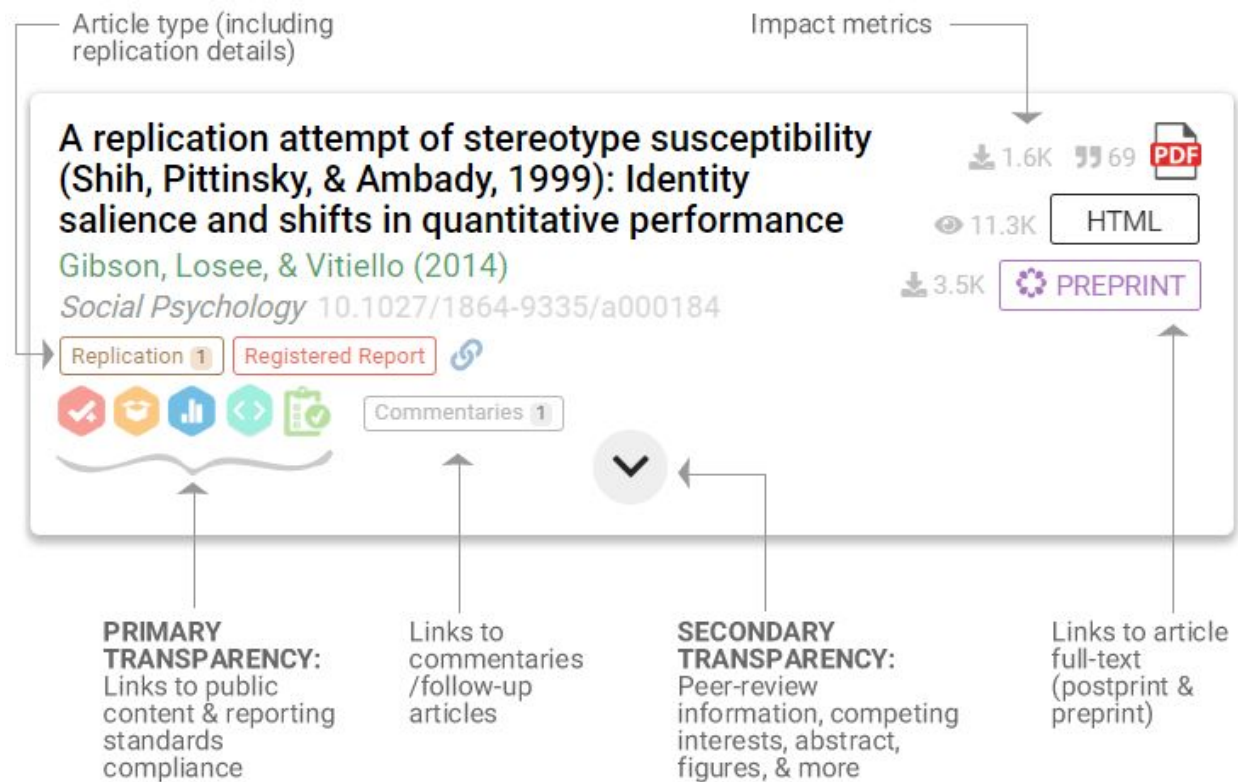 Article type (including
replication details)
Impact metrics
A replication attempt of stereotype susceptibility
(Shih, Pittinsky, & Ambady, 1999): Identity
salience and shifts in quantitative performance
1.6K 69 PDF
11.3K HTML
3.5K PREPRINT
Gibson, Losee, & Vitiello (2014)
Social Psychology 10.1027/1864-9335/a000184
Replication 1 Registered Report
Commentaries 1
PRIMARY
TRANSPARENCY:
Links to public
content & reporting
standards
compliance
Links to
commentaries
/follow-up
articles
SECONDARY
TRANSPARENCY:
Peer-review
information, competing
interests, abstract,
figures, & more
Links to article
full-text
(postprint &
preprint)